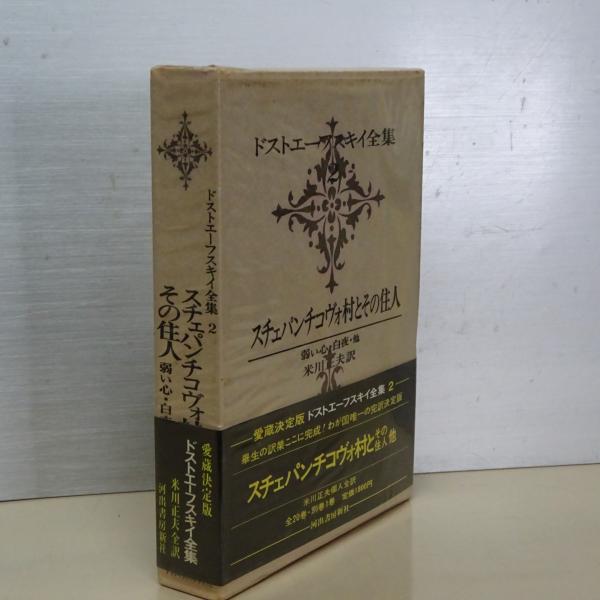 ドストエーフスキイ全集
2
スチェパンチコヴォ村とその住人
弱い心・白夜・他
米川正夫訳
愛蔵決定版 ドストエーフスキイ全集2
畢生の訳業ここに完成!わが国唯一の完訳決定版
スチェパンチコヴォ村とその住人他
米川正夫個人全訳
全20巻・別巻1巻 定価1800円
河出書房新社
ドストエーフスキイ全集 2
スチェパンチコヴォ
その住人
弱い心・白
愛蔵決定版
ドストエーフスキイ全集
米川正夫全訳
河出書房新社